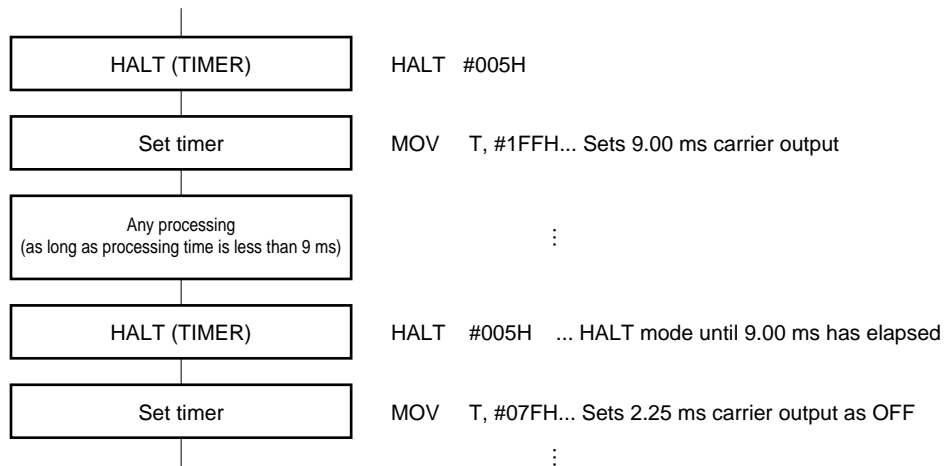 HALT (TIMER) HALT #005H
Set timer MOV T, #1FFH... Sets 9.00 ms carrier output
Any processing
(as long as processing time is less than 9 ms)
⋮
HALT (TIMER) HALT #005H ... HALT mode until 9.00 ms has elapsed
Set timer MOV T, #07FH... Sets 2.25 ms carrier output as OFF
⋮